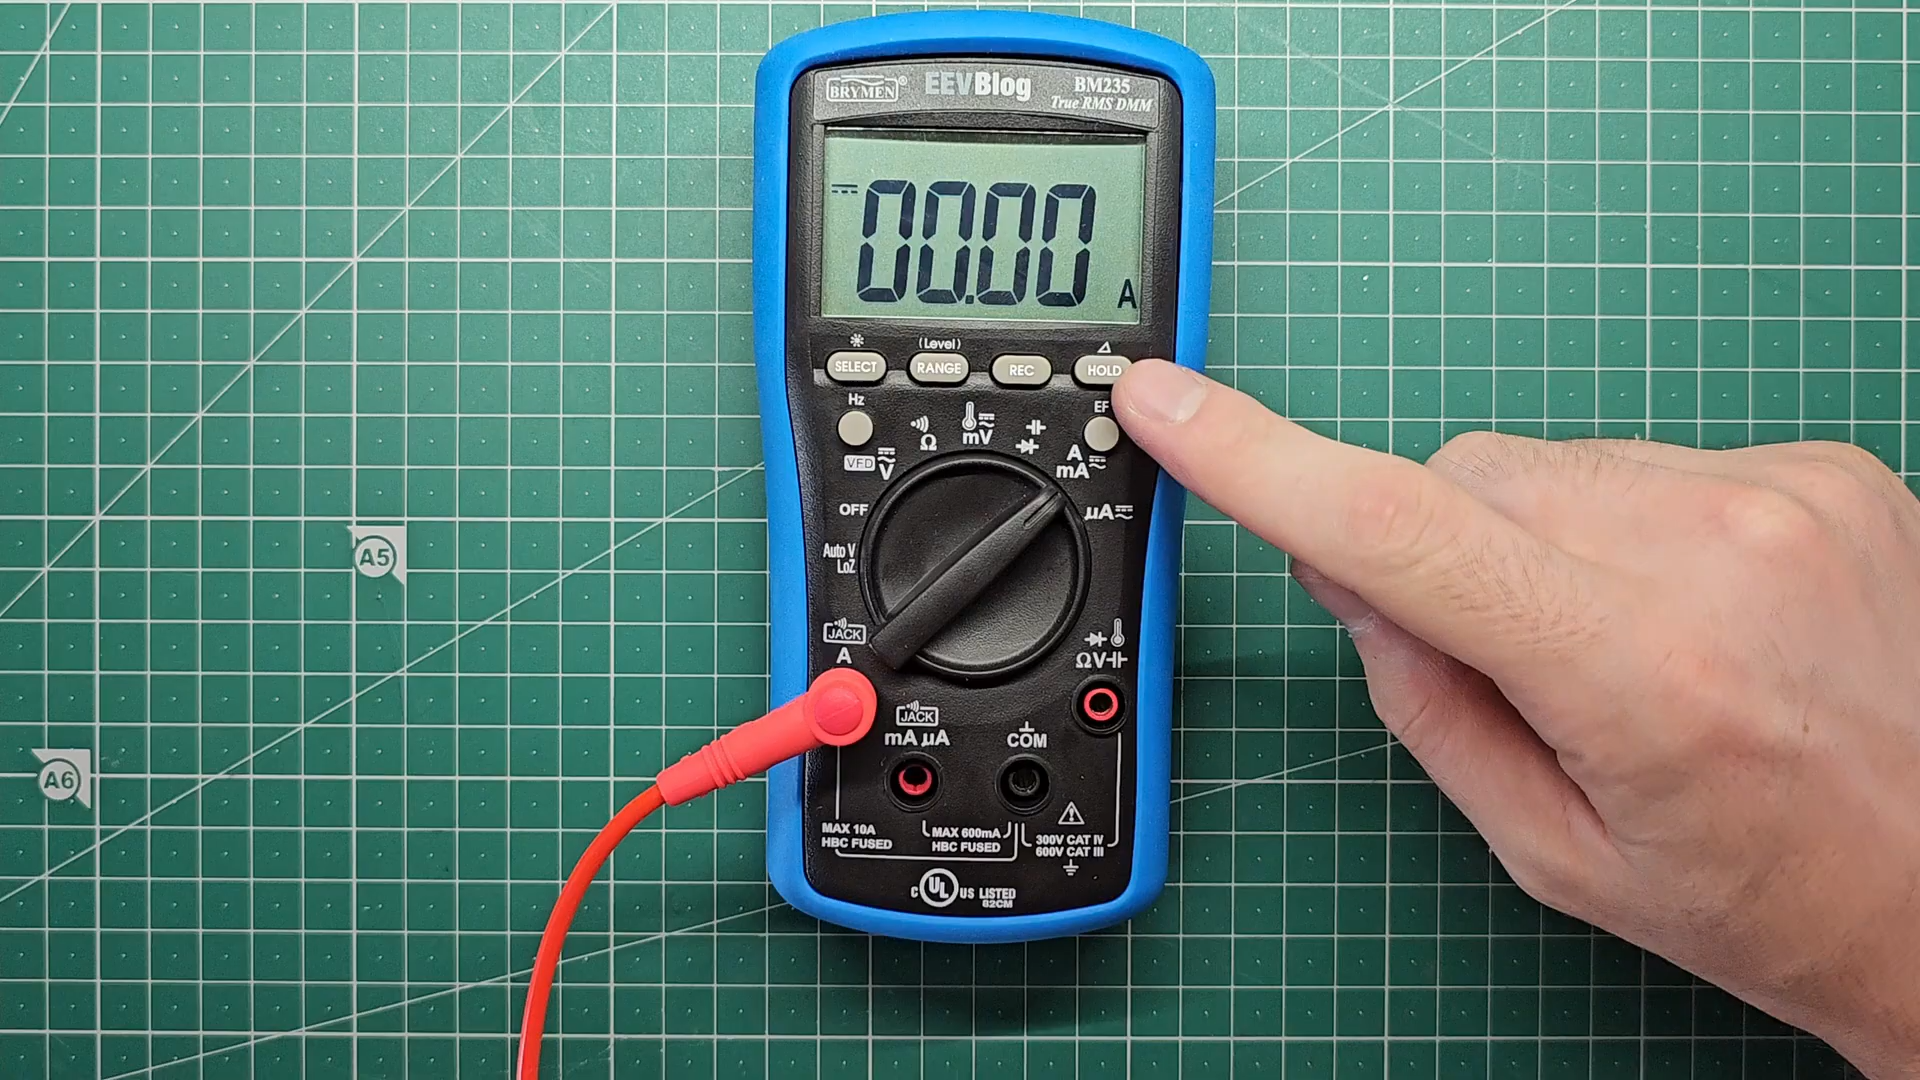 BRYMEN®
EEVBlog
BM235
True RMS DMM
00.00 A
(Level)
SELECT
RANGE
REC
HOLD
Hz
EF
Ω
mV
A
mA
VFD
V
OFF
µA
Auto V
LoZ
A5
JACK
A
ΩV
JACK
mA µA
COM
A6
MAX 10A
HBC FUSED
MAX 600mA
HBC FUSED
300V CAT IV
600V CAT III
C UL US LISTED
82CM